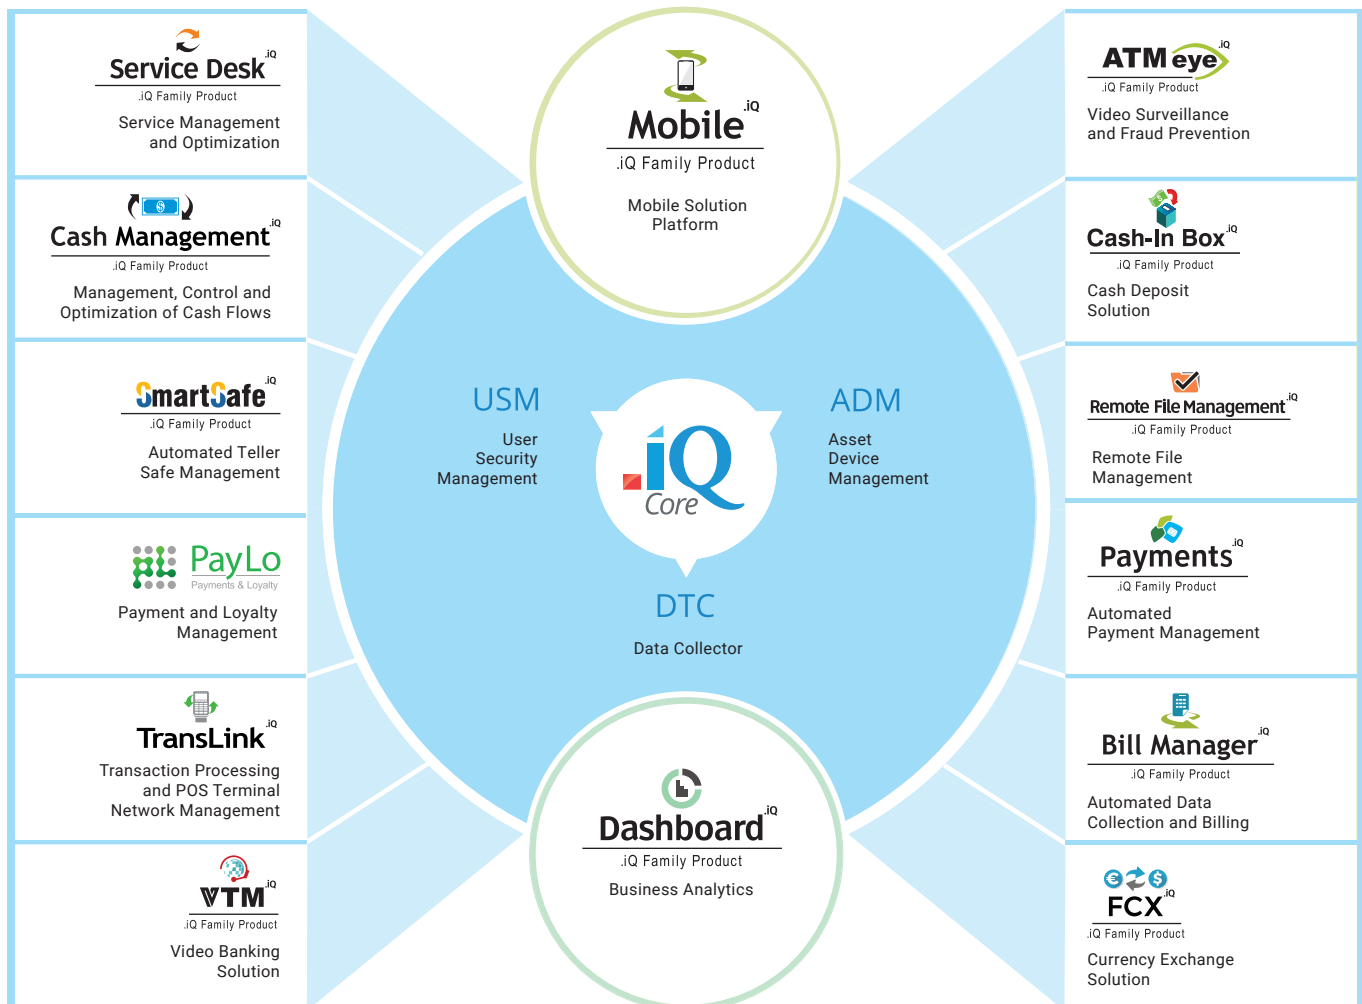 Service Desk .iQ
.iQ Family Product
Service Management
and Optimization
Cash Management .iQ
.iQ Family Product
Management, Control and
Optimization of Cash Flows
SmartSafe .iQ
.iQ Family Product
Automated Teller
Safe Management
PayLo
Payments & Loyalty
Payment and Loyalty
Management
TransLink .iQ
Transaction Processing
and POS Terminal
Network Management
VTM .iQ
.iQ Family Product
Video Banking
Solution
Mobile .iQ
.iQ Family Product
Mobile Solution
Platform
USM
User
Security
Management
.iQ
Core
ADM
Asset
Device
Management
DTC
Data Collector
Dashboard .iQ
.iQ Family Product
Business Analytics
ATM eye .iQ
.iQ Family Product
Video Surveillance
and Fraud Prevention
Cash-In Box .iQ
.iQ Family Product
Cash Deposit
Solution
Remote File Management .iQ
.iQ Family Product
Remote File
Management
Payments .iQ
.iQ Family Product
Automated
Payment Management
Bill Manager .iQ
.iQ Family Product
Automated Data
Collection and Billing
€ $
FCX .iQ
.iQ Family Product
Currency Exchange
Solution